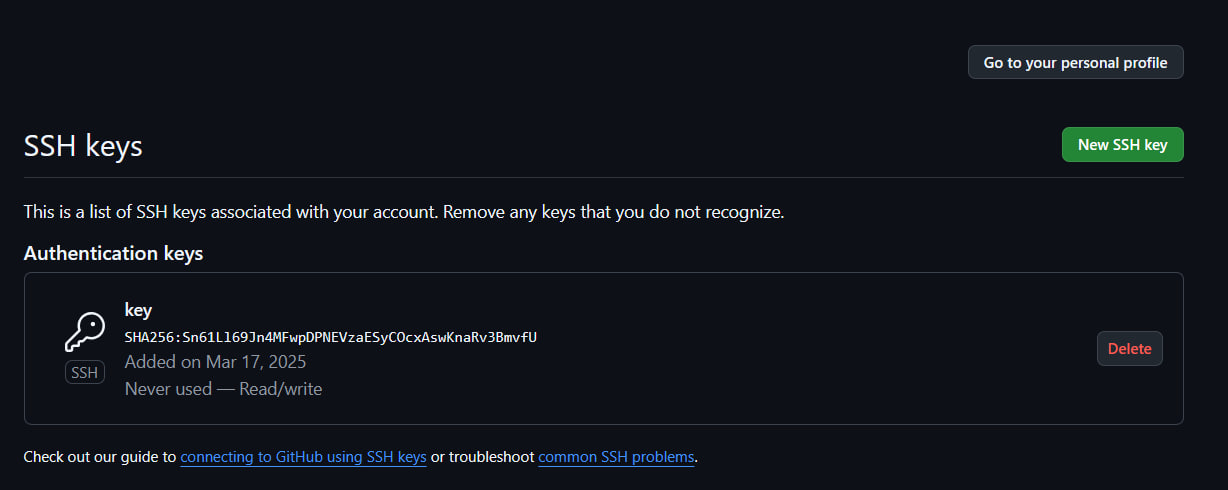 Go to your personal profile
SSH keys
New SSH key
This is a list of SSH keys associated with your account. Remove any keys that you do not recognize.
Authentication keys
key
SHA256:Sn61Ll69Jn4MFwpDPNEVzaESyCOcxAswKnaRv3BmvfU
SSH
Added on Mar 17, 2025
Never used — Read/write
Delete
Check out our guide to connecting to GitHub using SSH keys or troubleshoot common SSH problems.